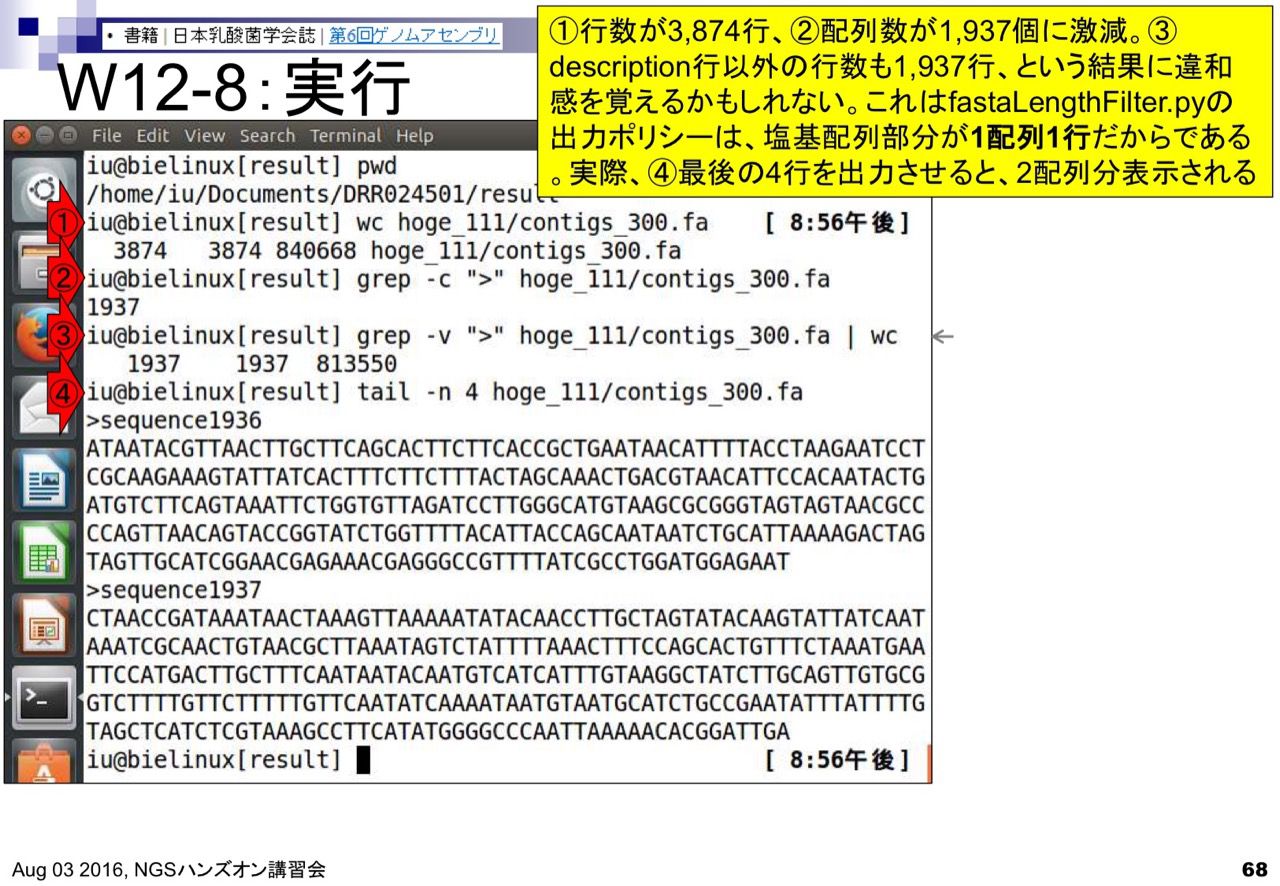 • 書籍 | 日本乳酸菌学会誌 | 第6回ゲノムアセンブリ
W12-8：実行
①行数が3,874行、②配列数が1,937個に激減。③
description行以外の行数も1,937行、という結果に違和
感を覚えるかもしれない。これはfastaLengthFilter.pyの
出力ポリシーは、塩基配列部分が1配列1行だからである
。実際、④最後の4行を出力させると、2配列分表示される
File Edit View Search Terminal Help
iu@bielinux[result] pwd
/home/iu/Documents/DRR024501/result
① iu@bielinux[result] wc hoge_111/contigs_300.fa [ 8:56午後]
3874 3874 840668 hoge_111/contigs_300.fa
② iu@bielinux[result] grep -c ">" hoge_111/contigs_300.fa
1937
③ iu@bielinux[result] grep -v ">" hoge_111/contigs_300.fa | wc ←
1937 1937 813550
④ iu@bielinux[result] tail -n 4 hoge_111/contigs_300.fa
>sequence1936
ATAATACGTTAACTTGCTTCAGCACTTCTTCACCGCTGAATAACATTTTACCTAAGAATCCT
CGCAAGAAAGTATTATCACTTTCTTCTTTACTAGCAAACTGACGTAACATTCCACAATACTG
ATGTCTTCAGTAAATTCTGGTGTTAGATCCTTGGGCATGTAAGCGCGGGTAGTAGTAACGCC
CCAGTTAACAGTACCGGTATCTGGTTTTACATTACCAGCAATAATCTGCATTAAAAGACTAG
TAGTTGCATCGGAACGAGAAACGAGGGCCGTTTTATCGCCTGGATGGAGAAT
>sequence1937
CTAACCGATAAATAACTAAAGTTAAAAATATACAACCTTGCTAGTATACAAGTATTATCAAT
AAATCGCAACTGTAACGCTTAAATAGTCTATTTTAAACTTTCCAGCACTGTTTCTAAATGAA
TTCCATGACTTGCTTTCAATAATACAATGTCATCATTTGTAAGGCTATCTTGCAGTTGTGCG
GTCTTTTGTTCTTTTTGTTCAATATCAAAATAATGTAATGCATCTGCCGAATATTTATTTTG
TAGCTCATCTCGTAAAGCCTTCATATGGGGCCCAATTAAAAACACGGATTGA
iu@bielinux[result] [ 8:56午後]
Aug 03 2016, NGSハンズオン講習会
68